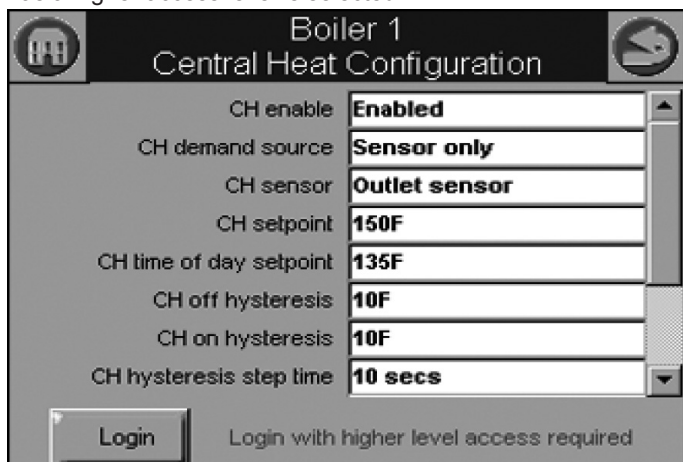 Boiler 1
Central Heat Configuration
CH enable Enabled
CH demand source Sensor only
CH sensor Outlet sensor
CH setpoint 150F
CH time of day setpoint 135F
CH off hysteresis 10F
CH on hysteresis 10F
CH hysteresis step time 10 secs
Login Login with higher level access required